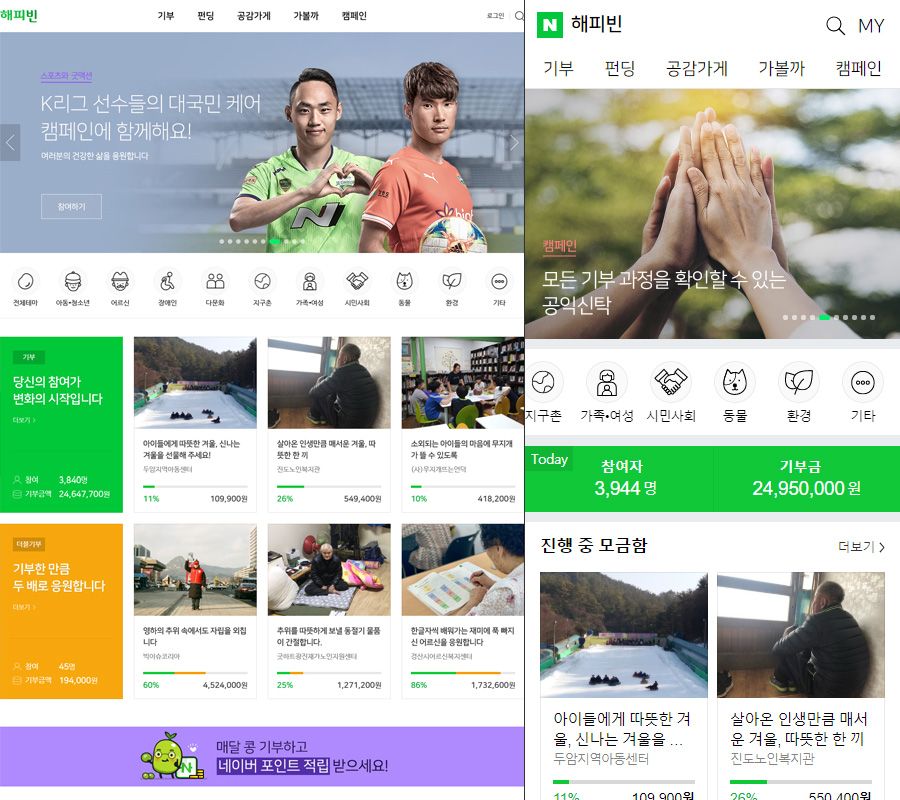 해피빈
기부 펀딩 공감가게 가볼까 캠페인
로그인
스포츠와 굿액션
K리그 선수들의 대국민 케어
캠페인에 함께해요!
여러분의 건강한 삶을 응원합니다
참여하기
전체테마 아동•청소년 어르신 장애인 다문화 지구촌 가족•여성 시민사회 동물 환경 기타
기부
당신의 참여가
변화의 시작입니다
더보기 >
참여 3,840명
기부금액 24,647,700원
아이들에게 따뜻한 겨울, 신나는
겨울을 선물해 주세요!
두암지역아동센터
11% 109,900원
살아온 인생만큼 매서운 겨울, 따
뜻한 한 끼
진도노인복지관
26% 549,400원
소외되는 아이들의 마음에 무지개
가 뜰 수 있도록
(사)무지개뜨는언덕
10% 418,200원
더블기부
기부한 만큼
두 배로 응원합니다
더보기 >
참여 45명
기부금액 194,000원
영하의 추위 속에서도 자립을 외칩
니다
빅이슈코리아
60% 4,524,000원
추위를 따뜻하게 보낼 동절기 물품
이 간절합니다.
굿하트광진재가노인지원센터
25% 1,271,200원
한글자씩 배워가는 재미에 푹 빠지
신 어르신을 응원합니다.
경산시어르신복지센터
86% 1,732,600원
매달 콩 기부하고
네이버 포인트 적립 받으세요!
N 해피빈
MY
기부 펀딩 공감가게 가볼까 캠페인
캠페인
모든 기부 과정을 확인할 수 있는
공익신탁
지구촌 가족•여성 시민사회 동물 환경 기타
Today
참여자
3,944 명
기부금
24,950,000 원
진행 중 모금함
더보기 >
아이들에게 따뜻한 겨
울, 신나는 겨울을 ...
두암지역아동센터
11% 109,900원
살아온 인생만큼 매서
운 겨울, 따뜻한 한 끼
진도노인복지관
26% 550,400원